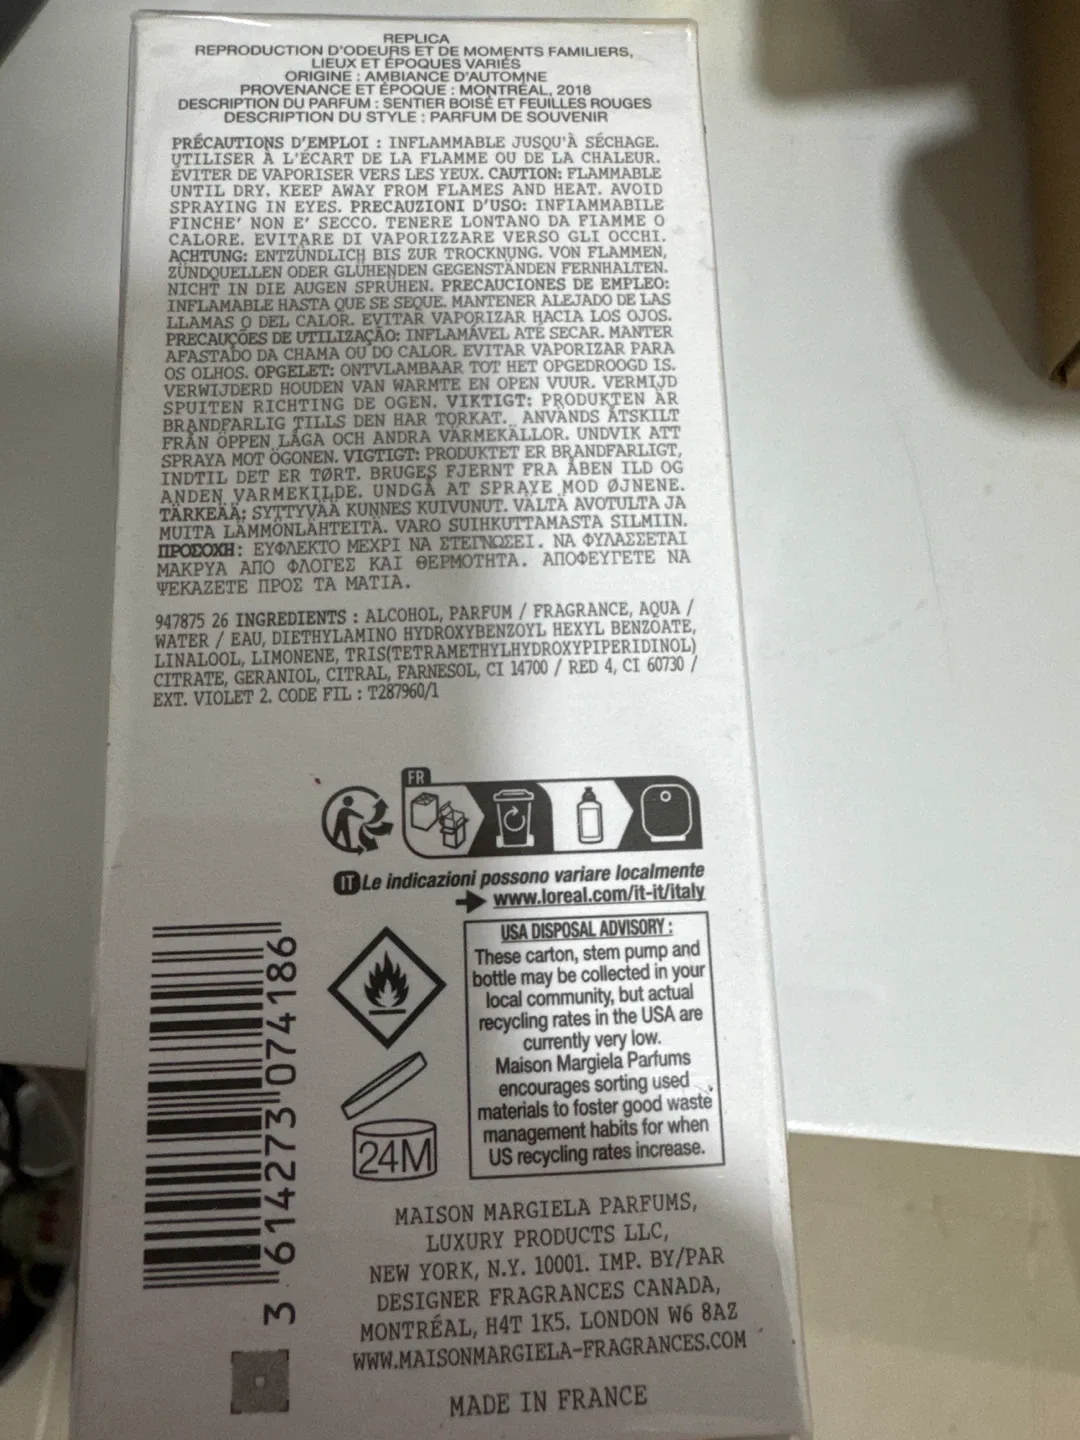 REPLICA
REPRODUCTION D'ODEURS ET DE MOMENTS FAMILIERS,
LIEUX ET ÉPOQUES VARIÉS
ORIGINE : AMBIANCE D'AUTOMNE
PROVENANCE ET ÉPOQUE : MONTRÉAL, 2018
DESCRIPTION DU PARFUM : SENTIER BOISÉ ET FEUILLES ROUGES
DESCRIPTION DU STYLE : PARFUM DE SOUVENIR
PRÉCAUTIONS D'EMPLOI : INFLAMMABLE JUSQU'À SÉCHAGE.
UTILISER À L'ÉCART DE LA FLAMME OU DE LA CHALEUR.
ÉVITER DE VAPORISER VERS LES YEUX. CAUTION: FLAMMABLE
UNTIL DRY. KEEP AWAY FROM FLAMES AND HEAT. AVOID
SPRAYING IN EYES. PRECAUZIONI D'USO: INFIAMMABILE
FINCHE' NON E' SECCO. TENERE LONTANO DA FIAMME O
CALORE. EVITARE DI VAPORIZZARE VERSO GLI OCCHI.
ACHTUNG: ENTZÜNDLICH BIS ZUR TROCKNUNG. VON FLAMMEN,
ZÜNDQUELLEN ODER GLÜHENDEN GEGENSTÄNDEN FERNHALTEN.
NICHT IN DIE AUGEN SPRÜHEN. PRECAUCIONES DE EMPLEO:
INFLAMABLE HASTA QUE SE SEQUE. MANTENER ALEJADO DE LAS
LLAMAS O DEL CALOR. EVITAR VAPORIZAR HACIA LOS OJOS.
PRECAUÇÕES DE UTILIZAÇÃO: INFLAMÁVEL ATÉ SECAR. MANTER
AFASTADO DA CHAMA OU DO CALOR. EVITAR VAPORIZAR PARA
OS OLHOS. OPGELET: ONTVLAMBAAR TOT HET OPGEDROOGD IS.
VERWIJDERD HOUDEN VAN WARMTE EN OPEN VUUR. VERMIJD
SPUITEN RICHTING DE OGEN. VIKTIGT: PRODUKTEN ÄR
BRANDFARLIG TILLS DEN HAR TORKAT. ANVÄNDS ÅTSKILT
FRÅN ÖPPEN LÅGA OCH ANDRA VÄRMEKÄLLOR. UNDVIK ATT
SPRAYA MOT ÖGONEN. VIGTIGT: PRODUKTET ER BRANDFARLIGT,
INDTIL DET ER TØRT. BRUGES FJERNT FRA ÅBEN ILD OG
ANDEN VARMEKILDE. UNDGÅ AT SPRAYE MOD ØJNENE.
TÄRKEÄÄ: SYTTYVÄÄ KUNNES KUIVUNUT. VÄLTÄ AVOTULTA JA
MUITA LÄMMÖNLÄHTEITÄ. VARO SUIHKUTTAMASTA SILMIIN.
ΠΡΟΣΟΧΗ: ΕΥΦΛΕΚΤΟ ΜΕΧΡΙ ΝΑ ΣΤΕΓΝΩΣΕΙ. ΝΑ ΦΥΛΑΣΣΕΤΑΙ
ΜΑΚΡΥΑ ΑΠΟ ΦΛΟΓΕΣ ΚΑΙ ΘΕΡΜΟΤΗΤΑ. ΑΠΟΦΕΥΓΕΤΕ ΝΑ
ΨΕΚΑΖΕΤΕ ΠΡΟΣ ΤΑ ΜΑΤΙΑ.
947875 26 INGREDIENTS : ALCOHOL, PARFUM / FRAGRANCE, AQUA /
WATER / EAU, DIETHYLAMINO HYDROXYBENZOYL HEXYL BENZOATE,
LINALOOL, LIMONENE, TRIS(TETRAMETHYLHYDROXYPIPERIDINOL)
CITRATE, GERANIOL, CITRAL, FARNESOL, CI 14700 / RED 4, CI 60730 /
EXT. VIOLET 2. CODE FIL : T287960/1
FR
IT Le indicazioni possono variare localmente
www.loreal.com/it-it/italy
USA DISPOSAL ADVISORY :
These carton, stem pump and
bottle may be collected in your
local community, but actual
recycling rates in the USA are
currently very low.
Maison Margiela Parfums
encourages sorting used
materials to foster good waste
management habits for when
US recycling rates increase.
24M
3 614273 074186
MAISON MARGIELA PARFUMS,
LUXURY PRODUCTS LLC,
NEW YORK, N.Y. 10001. IMP. BY/PAR
DESIGNER FRAGRANCES CANADA,
MONTRÉAL, H4T 1K5. LONDON W6 8AZ
WWW.MAISONMARGIELA-FRAGRANCES.COM
MADE IN FRANCE